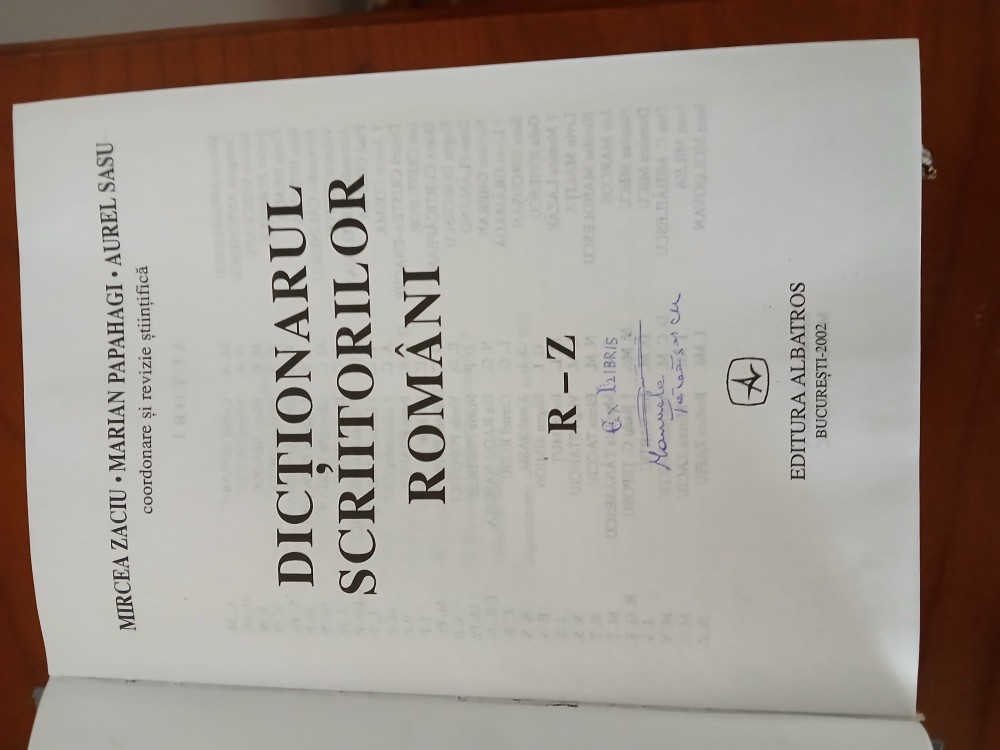 MIRCEA ZACIU • MARIAN PAPAHAGI • AUREL SASU
coordonare și revizie științifică
DICȚIONARUL
SCRIITORILOR
ROMÂNI
R – Z
Ex LIBRIS
EDITURA ALBATROS
BUCUREȘTI-2002